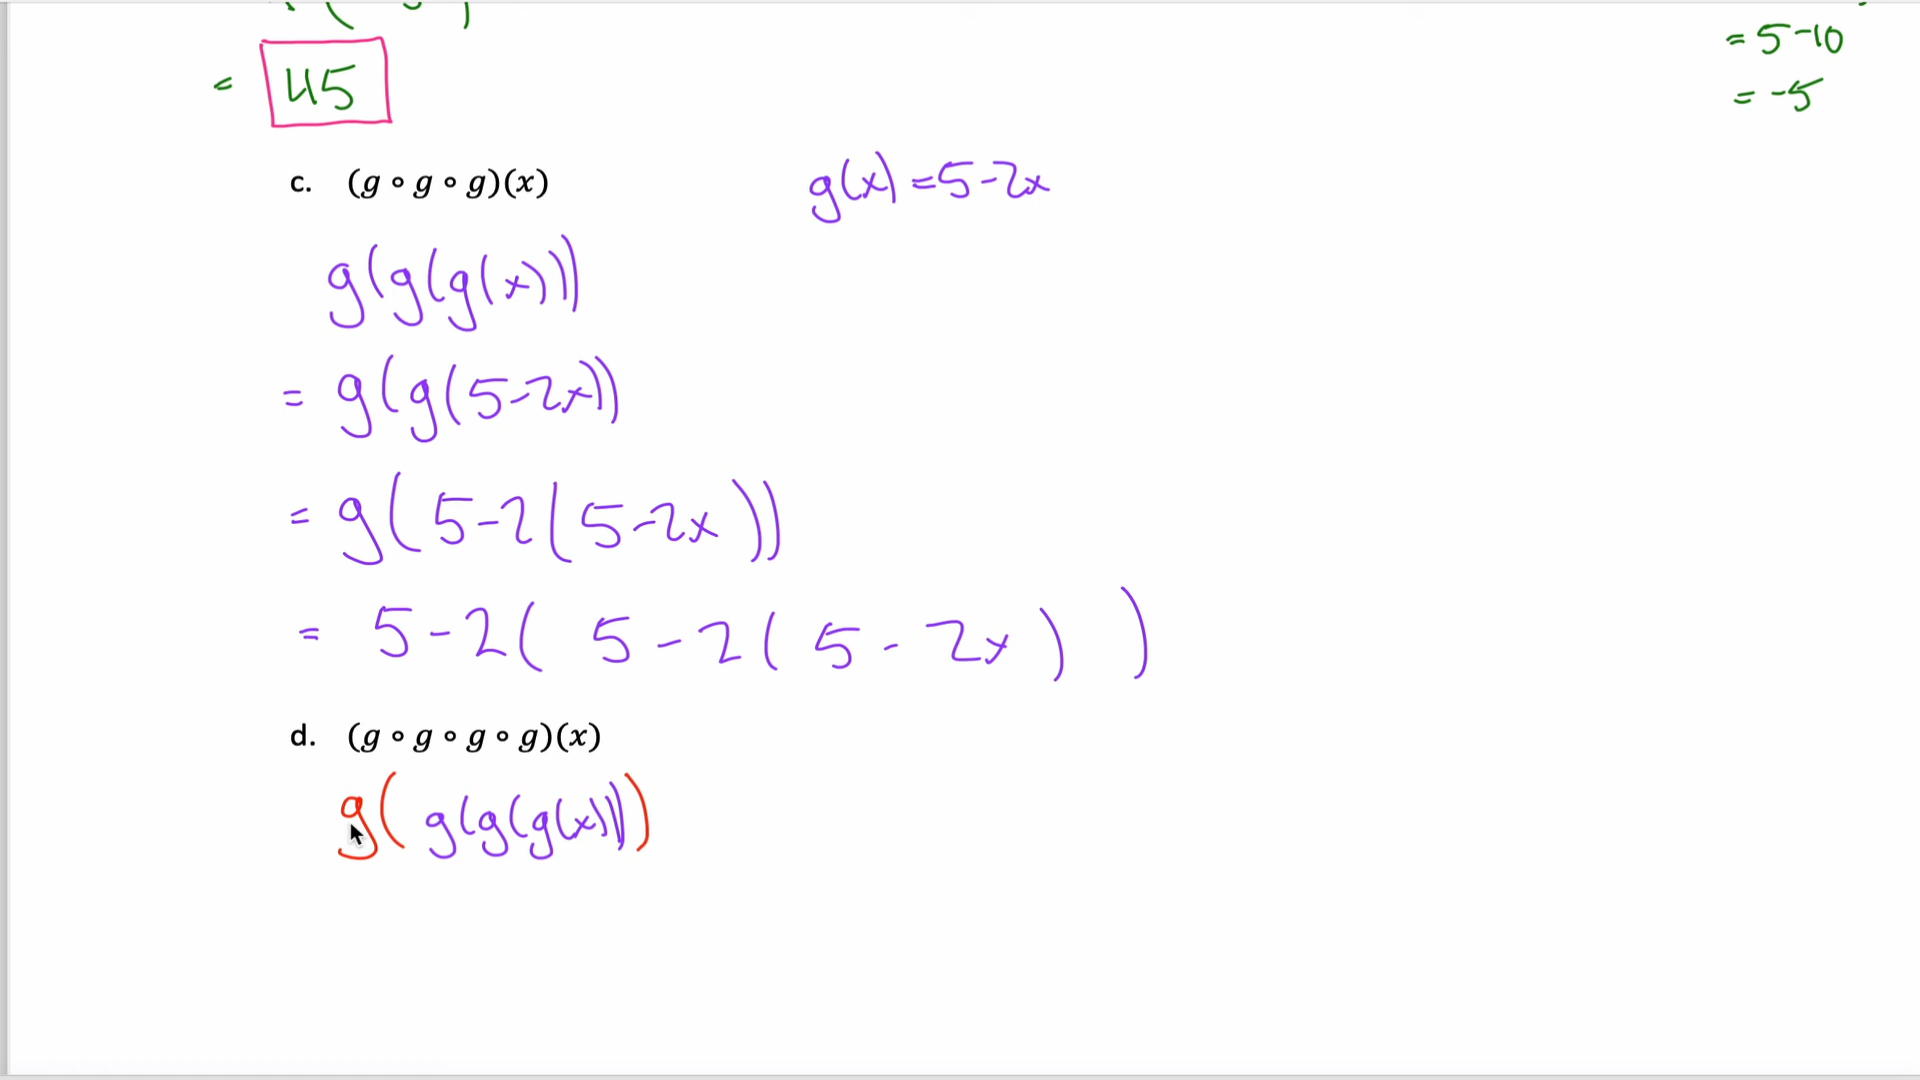 = 45
= 5-10
= -5
c. (g ∘ g ∘ g)(x)
g(x) = 5-2x
g(g(g(x)))
= g(g(5-2x))
= g(5-2(5-2x))
= 5-2( 5-2( 5-2x ) )
d. (g ∘ g ∘ g ∘ g)(x)
g( g(g(g(x))))